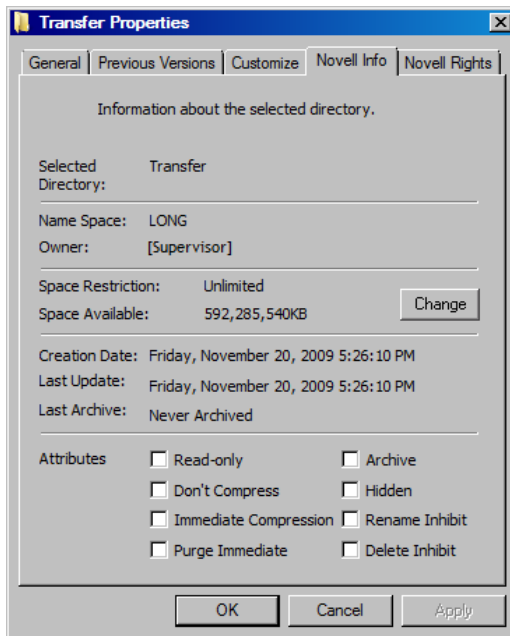 Transfer Properties
General Previous Versions Customize Novell Info Novell Rights
Information about the selected directory.
Selected Directory: Transfer
Name Space: LONG
Owner: [Supervisor]
Space Restriction: Unlimited
Space Available: 592,285,540KB
Change
Creation Date: Friday, November 20, 2009 5:26:10 PM
Last Update: Friday, November 20, 2009 5:26:10 PM
Last Archive: Never Archived
Attributes Read-only Archive
Don't Compress Hidden
Immediate Compression Rename Inhibit
Purge Immediate Delete Inhibit
OK Cancel Apply